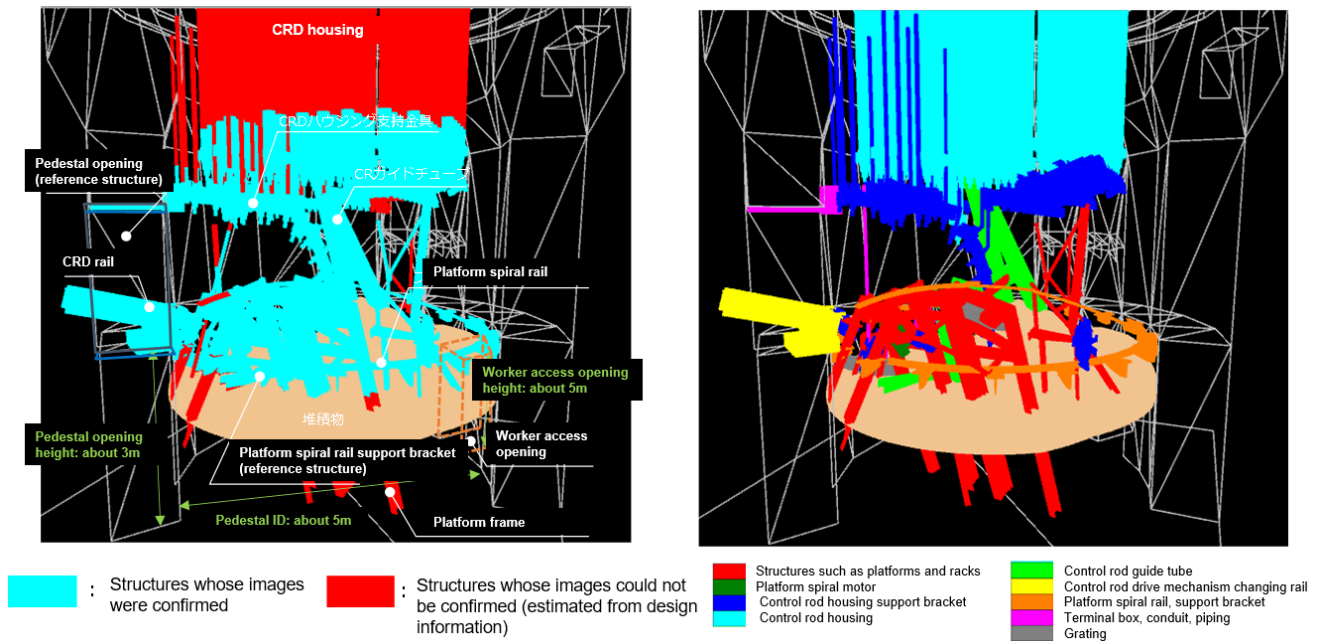 CRD housing
CRDハウジング支持金具
Pedestal opening
(reference structure)
CRガイドチューブ
CRD rail
Platform spiral rail
Worker access opening
height: about 5m
堆積物
Pedestal opening
height: about 3m
Platform spiral rail support bracket
(reference structure)
Worker access
opening
Pedestal ID: about 5m
Platform frame
: Structures whose images
were confirmed
: Structures whose images could not
be confirmed (estimated from design
information)
Structures such as platforms and racks
Platform spiral motor
Control rod housing support bracket
Control rod housing
Control rod guide tube
Control rod drive mechanism changing rail
Platform spiral rail, support bracket
Terminal box, conduit, piping
Grating